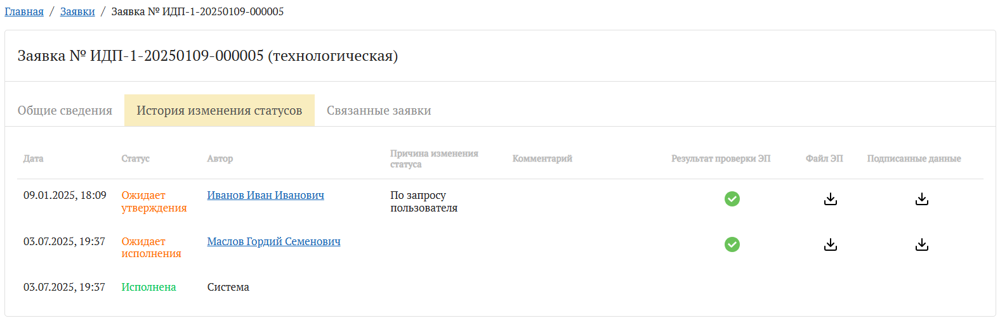 Главная / Заявки / Заявка № ИДП-1-20250109-000005
Заявка № ИДП-1-20250109-000005 (технологическая)
Общие сведения История изменения статусов Связанные заявки
Дата Статус Автор Причина изменения статуса Комментарий Результат проверки ЭП Файл ЭП Подписанные данные
09.01.2025, 18:09 Ожидает Иванов Иван Иванович По запросу
утверждения пользователя
03.07.2025, 19:37 Ожидает Маслов Гордий Семенович
исполнения
03.07.2025, 19:37 Исполнена Система